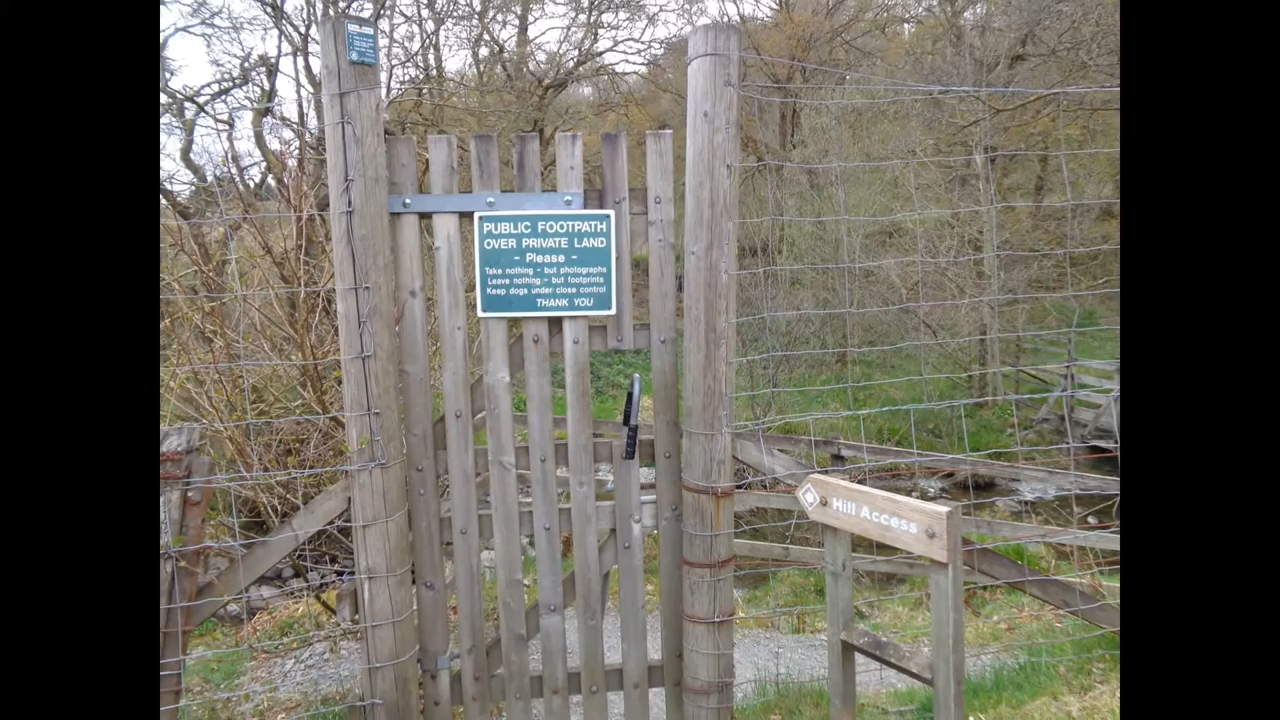 PUBLIC FOOTPATH
OVER PRIVATE LAND
- Please -
Take nothing - but photographs
Leave nothing - but footprints
Keep dogs under close control
THANK YOU
Hill Access